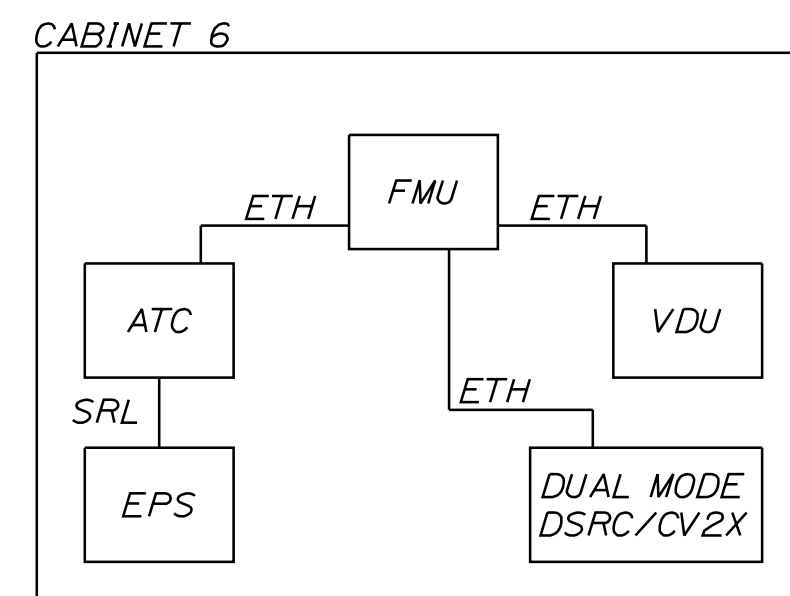 CABINET 6
FMU
ETH
ETH
ATC
VDU
ETH
SRL
EPS
DUAL MODE
DSRC/CV2X